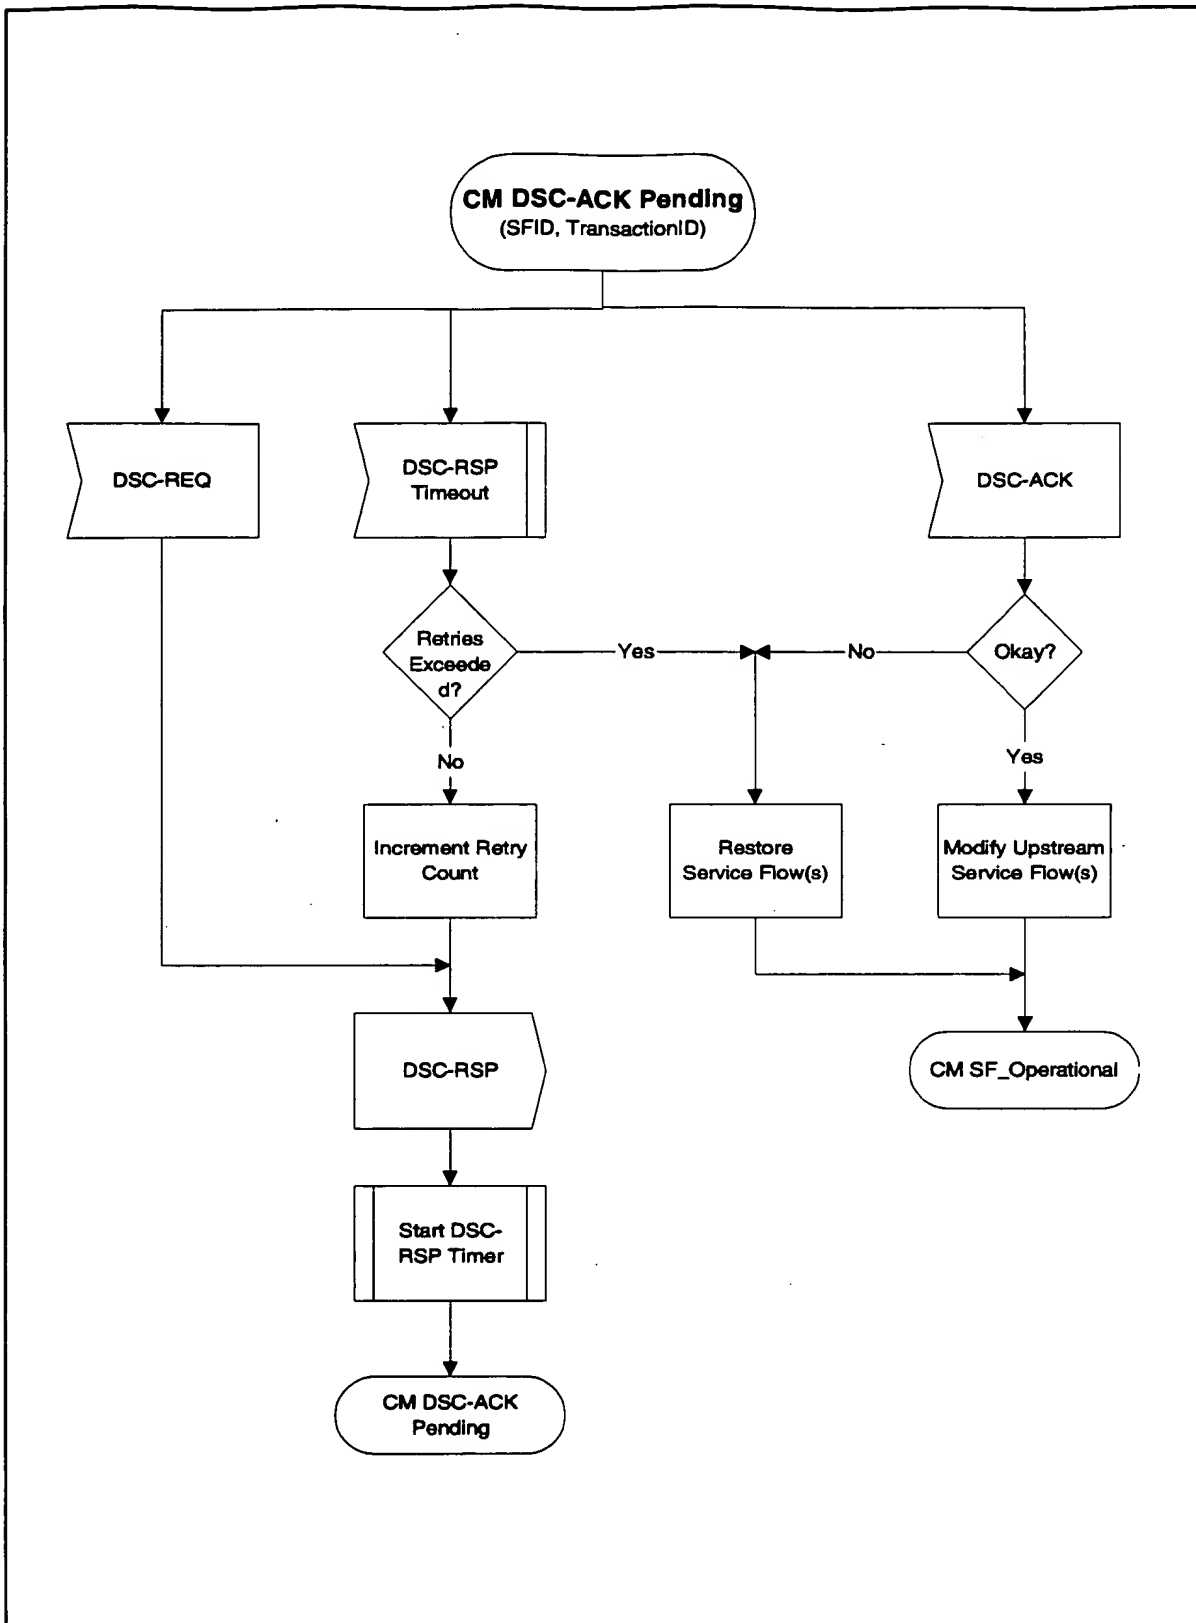 CM DSC-ACK Pending
(SFID, TransactionID)
DSC-REQ
DSC-RSP
Timeout
DSC-ACK
Retries
Exceede
d?
Yes
No
Okay?
No
Yes
Increment Retry
Count
Restore
Service Flow(s)
Modify Upstream
Service Flow(s)
DSC-RSP
CM SF_Operational
Start DSC-
RSP Timer
CM DSC-ACK
Pending